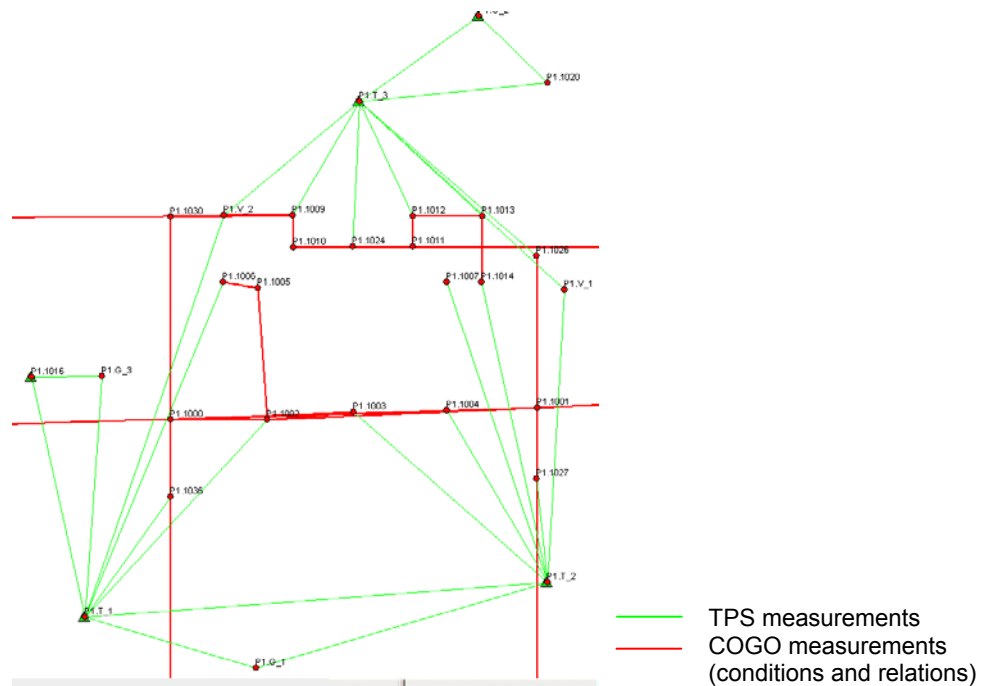 P1.1020
P1.T_3
P1.1030
P1.V_2
P1.1009
P1.1012
P1.1013
P1.1010
P1.1024
P1.1011
P1.1026
P1.1006
P1.1005
P1.1007
P1.1014
P1.V_1
P1.1016
P1.G_3
P1.1000
P1.1002
P1.1003
P1.1004
P1.1001
P1.1027
P1.1036
P1.T_2
P1.T_1
P1.G_1
TPS measurements
COGO measurements
(conditions and relations)